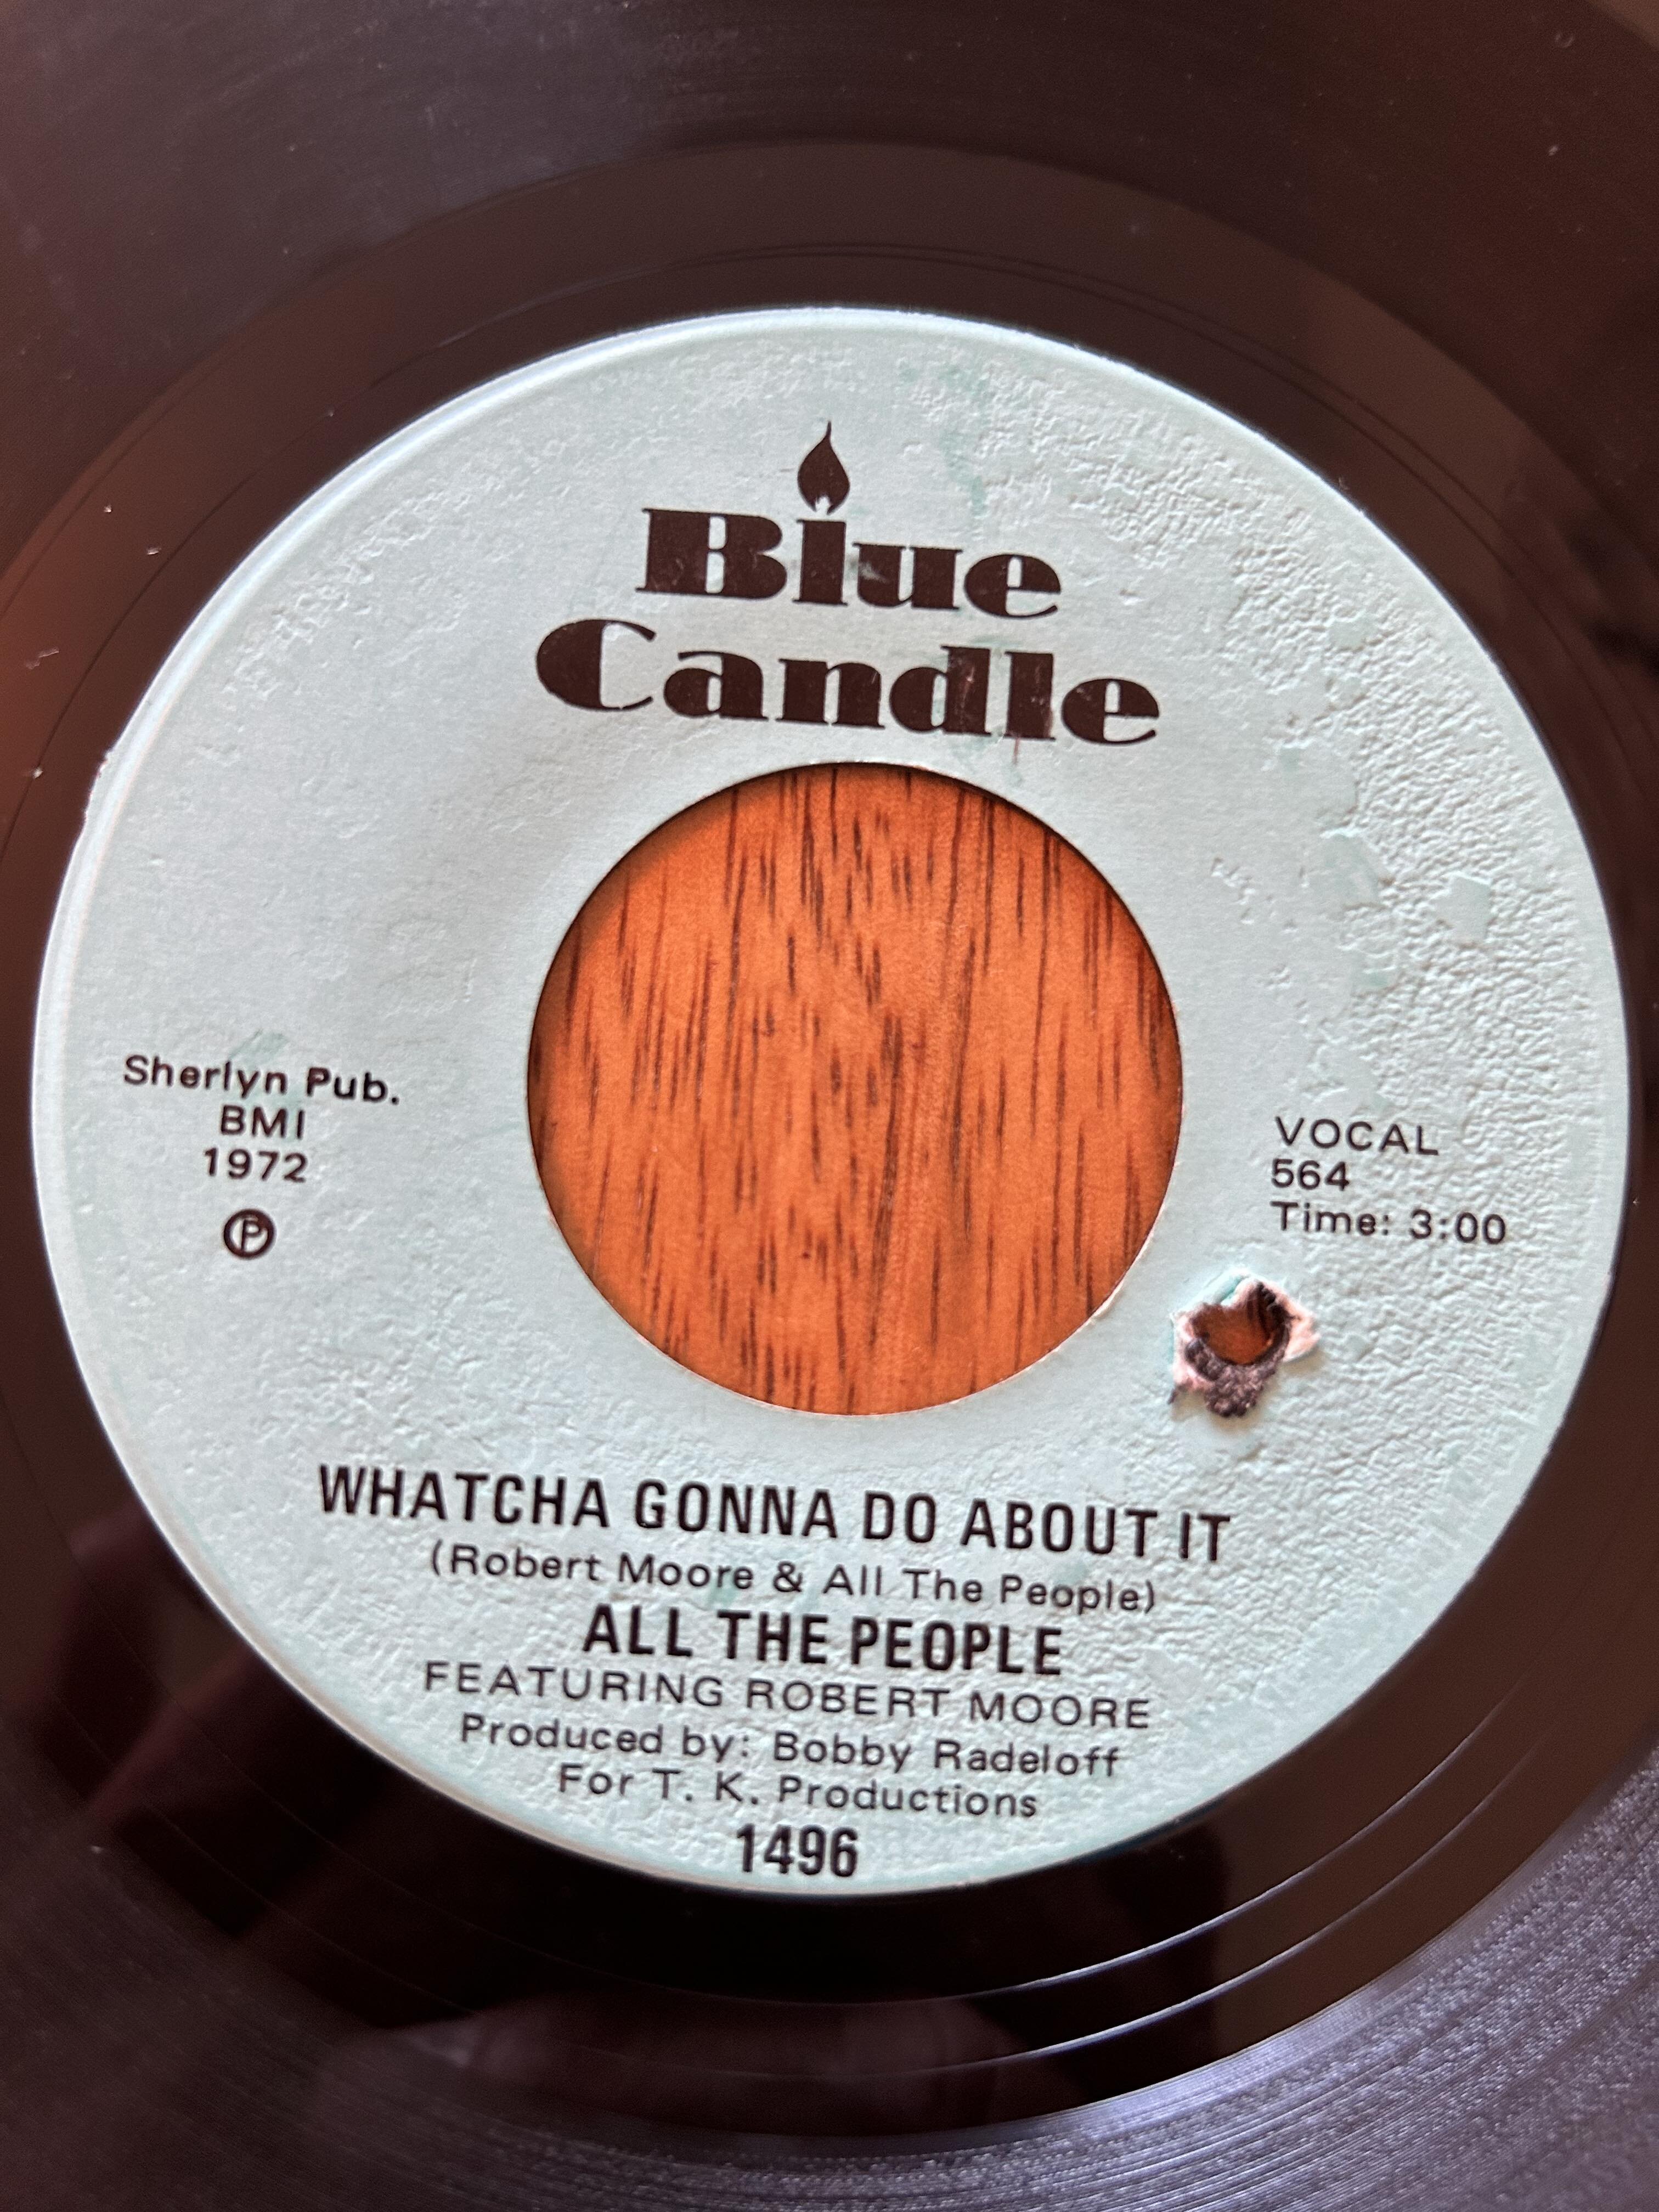 Blue
Candle
Sherlyn Pub.
BMI
1972
Ⓟ
VOCAL
564
Time: 3:00
WHATCHA GONNA DO ABOUT IT
(Robert Moore & All The People)
ALL THE PEOPLE
FEATURING ROBERT MOORE
Produced by: Bobby Radeloff
For T. K. Productions
1496